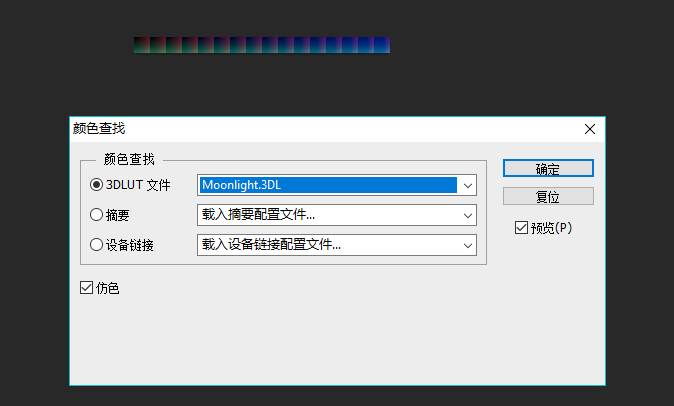 颜色查找
颜色查找
3DLUT 文件 Moonlight.3DL
摘要 载入摘要配置文件...
设备链接 载入设备链接配置文件...
仿色
确定
复位
预览(P)